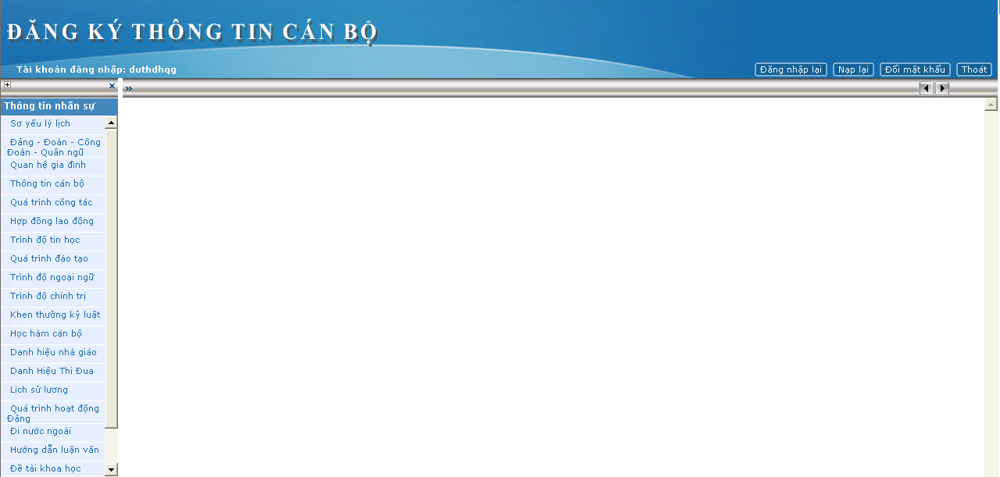 ĐĂNG KÝ THÔNG TIN CÁN BỘ
Tài khoản đăng nhập: duthdhqg
Đăng nhập lại
Nạp lại
Đổi mật khẩu
Thoát
Thông tin nhân sự
Sơ yếu lý lịch
Đảng - Đoàn - Công
Đoàn - Quân ngũ
Quan hệ gia đình
Thông tin cán bộ
Quá trình công tác
Hợp đồng lao động
Trình độ tin học
Quá trình đào tạo
Trình độ ngoại ngữ
Trình độ chính trị
Khen thưởng kỷ luật
Học hàm cán bộ
Danh hiệu nhà giáo
Danh Hiệu Thi Đua
Lịch sử lương
Quá trình hoạt động
Đảng
Đi nước ngoài
Hướng dẫn luận văn
Đề tài khoa học